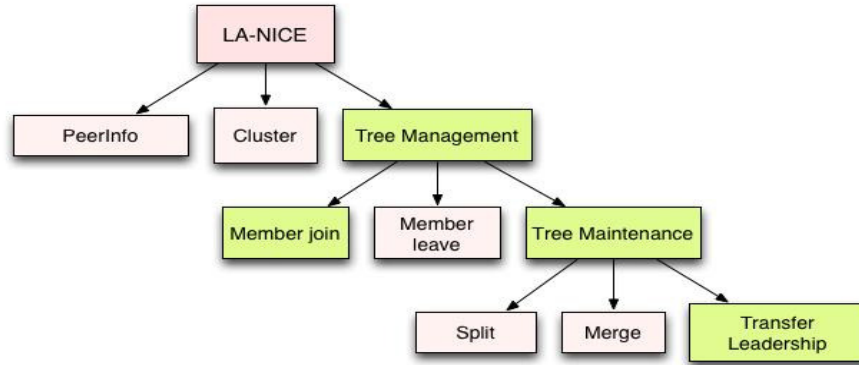 LA-NICE
PeerInfo
Cluster
Tree Management
Member join
Member
leave
Tree Maintenance
Split
Merge
Transfer
Leadership